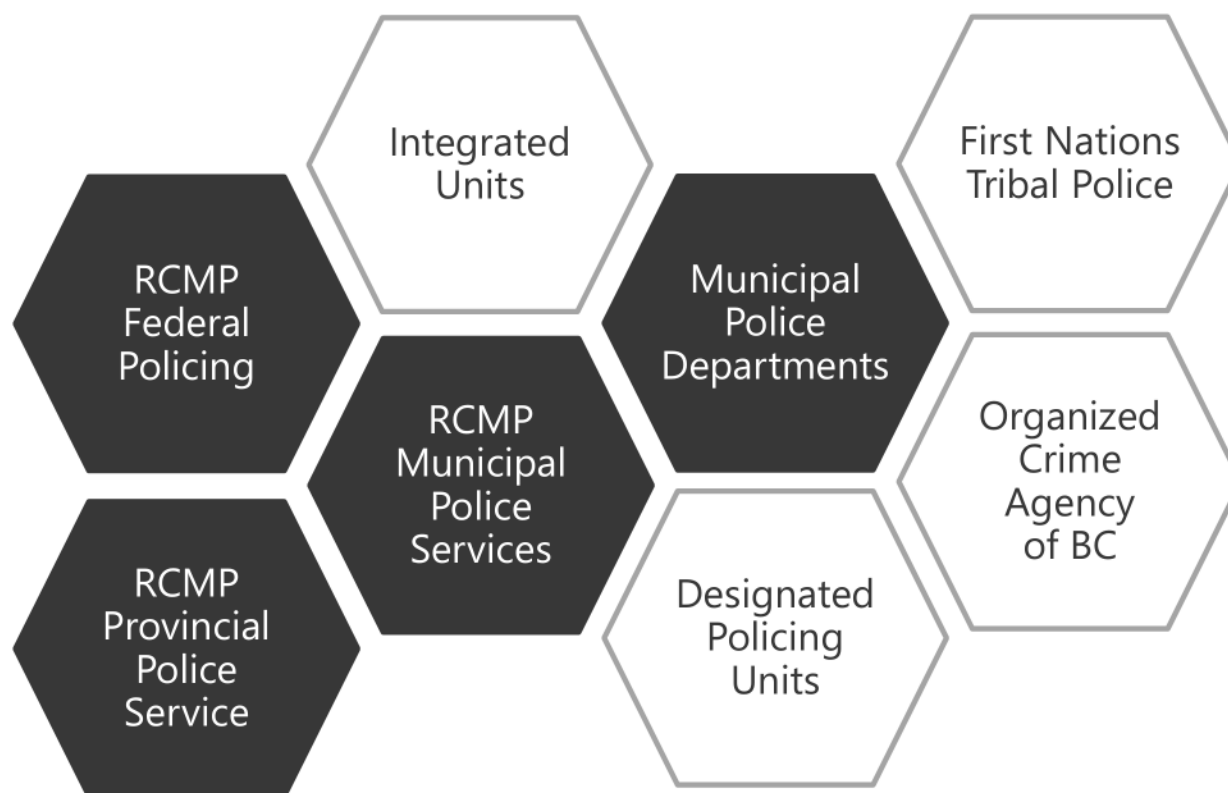 Integrated
Units
First Nations
Tribal Police
RCMP
Federal
Policing
Municipal
Police
Departments
RCMP
Municipal
Police
Services
Organized
Crime
Agency
of BC
RCMP
Provincial
Police
Service
Designated
Policing
Units